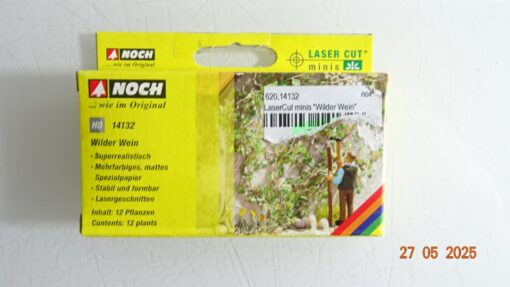 NOCH
... wie im Original
LASER CUT
minis
NOCH
... wie im Original
H0 14132
Wilder Wein
- Superrealistisch
- Mehrfarbiges, mattes
Spezialpapier
- Stabil und formbar
- Lasergeschnitten
Inhalt: 12 Pflanzen
Contents: 12 plants
620,14132
LaserCut minis "Wilder Wein"
27 05 2025